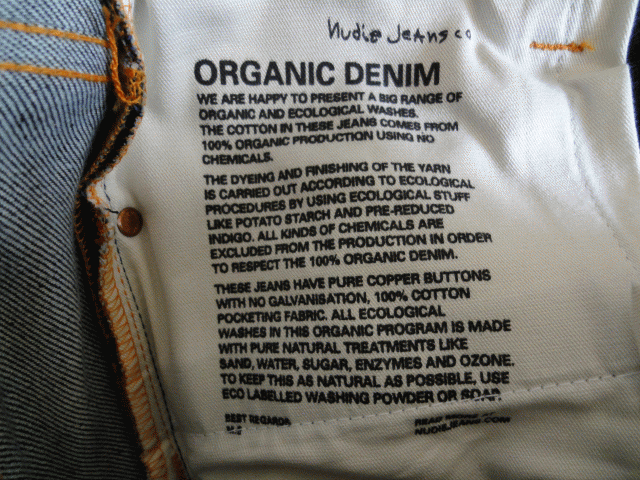 Nudie Jeans co
ORGANIC DENIM
WE ARE HAPPY TO PRESENT A BIG RANGE OF
ORGANIC AND ECOLOGICAL WASHES.
THE COTTON IN THESE JEANS COMES FROM
100% ORGANIC PRODUCTION USING NO
CHEMICALS.
THE DYEING AND FINISHING OF THE YARN
IS CARRIED OUT ACCORDING TO ECOLOGICAL
PROCEDURES BY USING ECOLOGICAL STUFF
LIKE POTATO STARCH AND PRE-REDUCED
INDIGO. ALL KINDS OF CHEMICALS ARE
EXCLUDED FROM THE PRODUCTION IN ORDER
TO RESPECT THE 100% ORGANIC DENIM.
THESE JEANS HAVE PURE COPPER BUTTONS
WITH NO GALVANISATION, 100% COTTON
POCKETING FABRIC. ALL ECOLOGICAL
WASHES IN THIS ORGANIC PROGRAM IS MADE
WITH PURE NATURAL TREATMENTS LIKE
SAND, WATER, SUGAR, ENZYMES AND OZONE.
TO KEEP THIS AS NATURAL AS POSSIBLE, USE
ECO LABELLED WASHING POWDER OR SOAP.
BEST REGARDS
READ MORE AT
NUDIEJEANS.COM